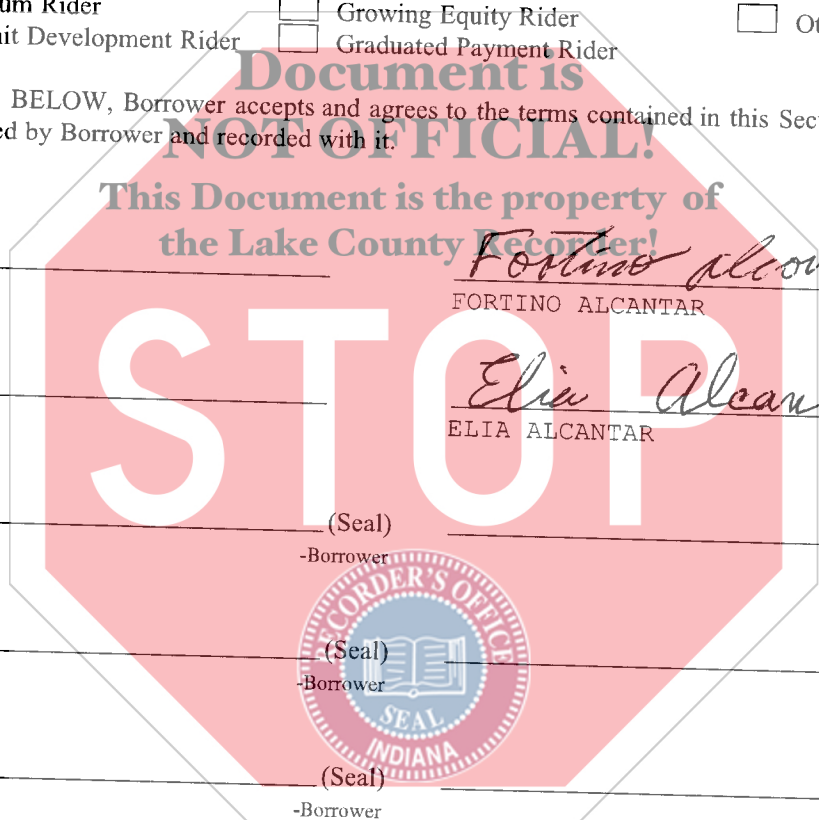 um Rider
Growing Equity Rider
nit Development Rider
Graduated Payment Rider
BELOW, Borrower accepts and agrees to the terms contained in this Sec
ed by Borrower and recorded with it.
Document is
NOT OFFICIAL!
This Document is the property of
the Lake County Recorder!
Fortino Alcan
FORTINO ALCANTAR
Elia Alcan
ELIA ALCANTAR
STOP
(Seal)
-Borrower
(Seal)
-Borrower
(Seal)
-Borrower
RECORDER'S OFFICE
SEAL
INDIANA